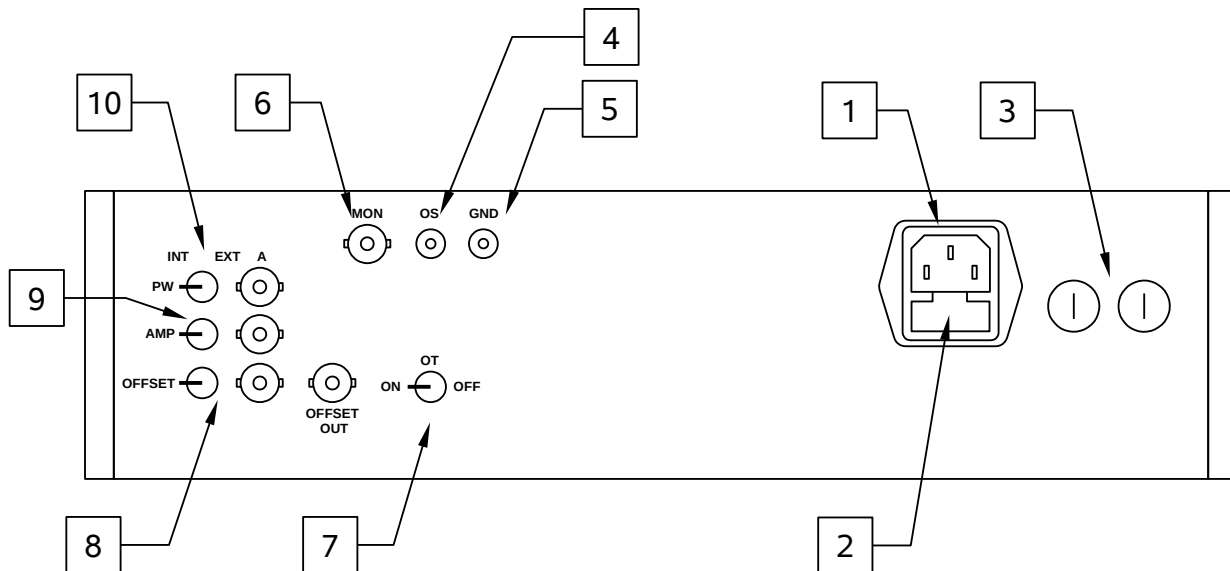 4
10
6
5
1
3
MON
OS
GND
INT
EXT
A
PW
9
AMP
OT
OFFSET
ON
OFF
OFFSET
OUT
8
7
2